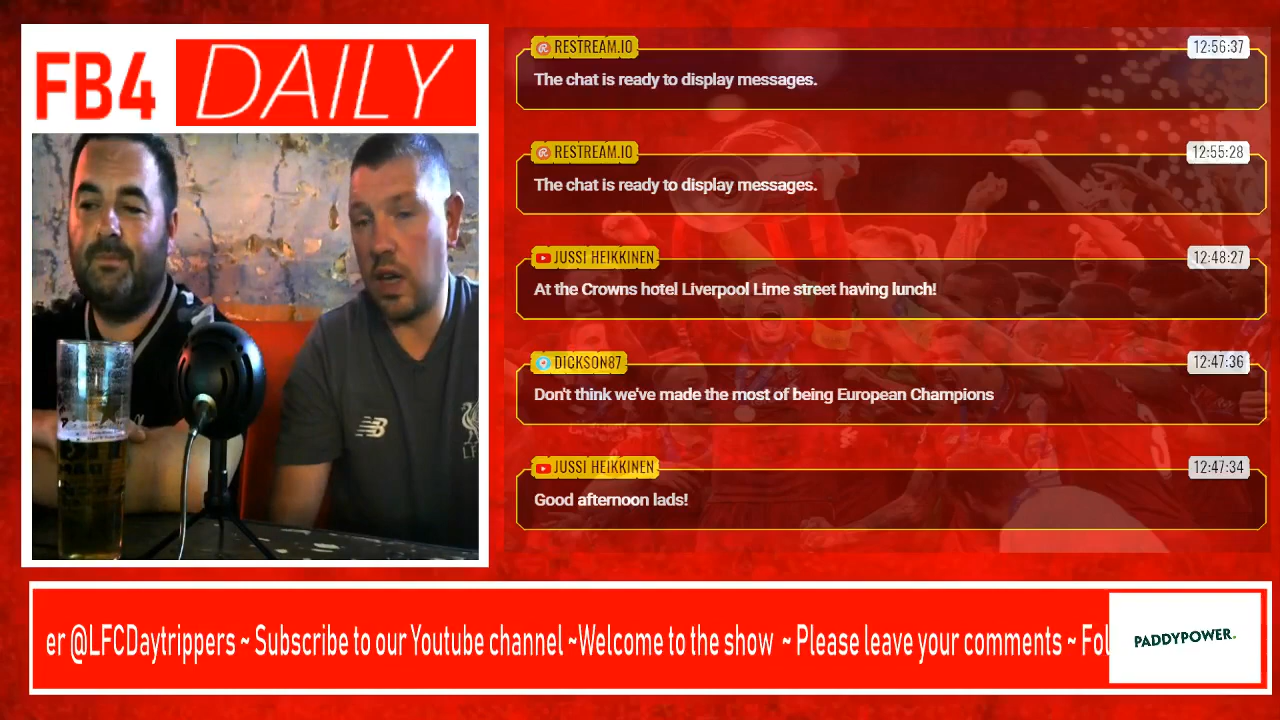 FB4 DAILY
RESTREAM.IO 12:56:37
The chat is ready to display messages.
RESTREAM.IO 12:55:28
The chat is ready to display messages.
JUSSI HEIKKINEN 12:48:27
At the Crowns hotel Liverpool Lime street having lunch!
DICKSON87 12:47:36
Don't think we've made the most of being European Champions
JUSSI HEIKKINEN 12:47:34
Good afternoon lads!
er @LFCDaytrippers ~ Subscribe to our Youtube channel ~Welcome to the show ~ Please leave your comments ~ Fol
PADDYPOWER.